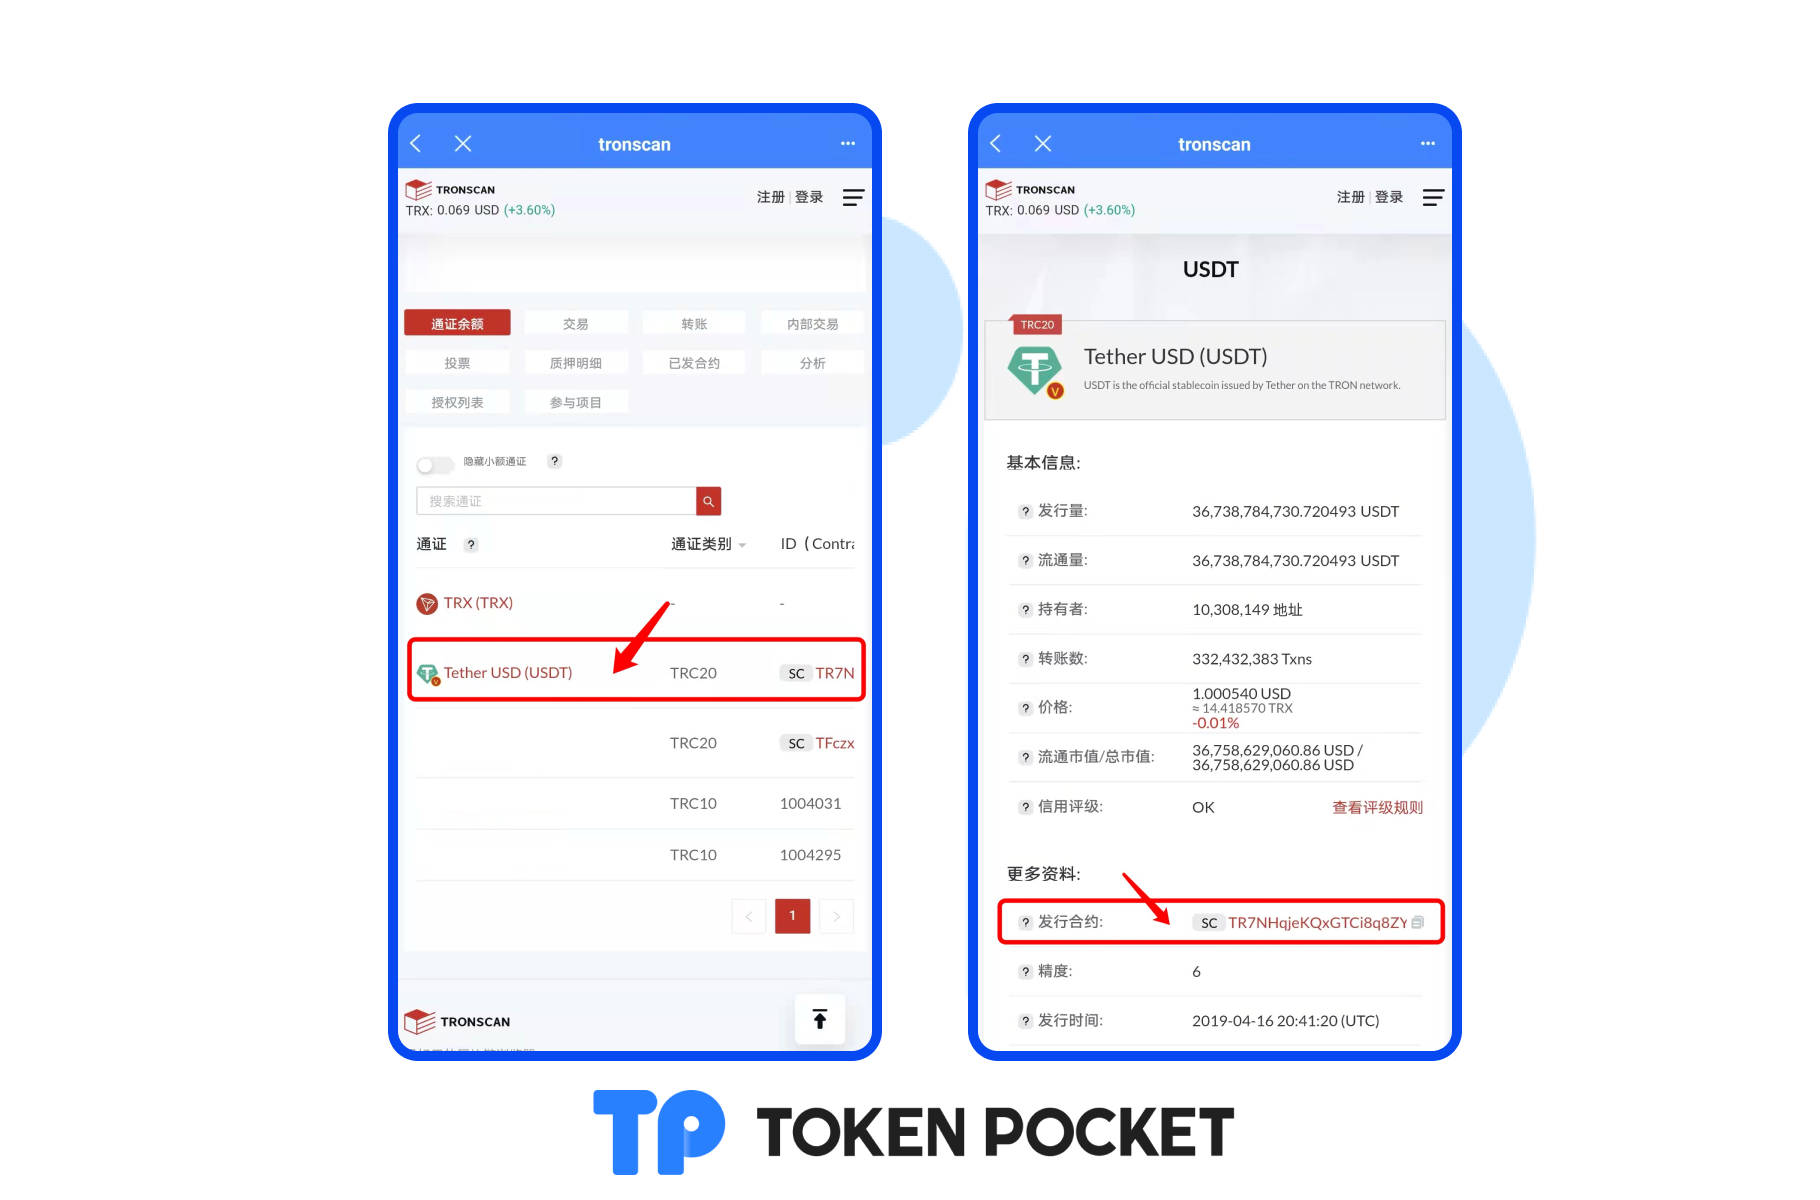 tronscan
TRONSCAN
注册 | 登录
TRX: 0.069 USD (+3.60%)
通证余额 交易 转账 内部交易
投票 质押明细 已发合约 分析
授权列表 参与项目
隐藏小额通证 ?
搜索通证
通证 ? 通证类别 ID ( Contra
TRX (TRX) - -
Tether USD (USDT) TRC20 SC TR7N
TRC20 SC TFczx
TRC10 1004031
TRC10 1004295
< 1 >
TRONSCAN
tronscan
TRONSCAN
注册 | 登录
TRX: 0.069 USD (+3.60%)
USDT
TRC20
Tether USD (USDT)
USDT is the official stablecoin issued by Tether on the TRON network.
基本信息:
? 发行量: 36,738,784,730.720493 USDT
? 流通量: 36,738,784,730.720493 USDT
? 持有者: 10,308,149 地址
? 转账数: 332,432,383 Txns
? 价格: 1.000540 USD
≈ 14.418570 TRX
-0.01%
? 流通市值/总市值: 36,758,629,060.86 USD /
36,758,629,060.86 USD
? 信用评级: OK 查看评级规则
更多资料:
? 发行合约: SC TR7NHqjeKQxGTCi8q8ZY
? 精度: 6
? 发行时间: 2019-04-16 20:41:20 (UTC)
TP TOKEN POCKET